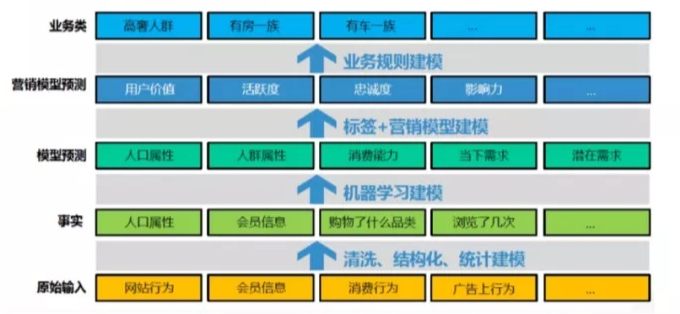 业务类 高奢人群 有房一族 有车一族 ... ...
业务规则建模
营销模型预测 用户价值 活跃度 忠诚度 影响力 ...
标签+营销模型建模
模型预测 人口属性 人群属性 消费能力 当下需求 潜在需求
机器学习建模
事实 人口属性 会员信息 购物了什么品类 浏览了几次 ...
清洗、结构化、统计建模
原始输入 网站行为 会员信息 消费行为 广告上行为 ...